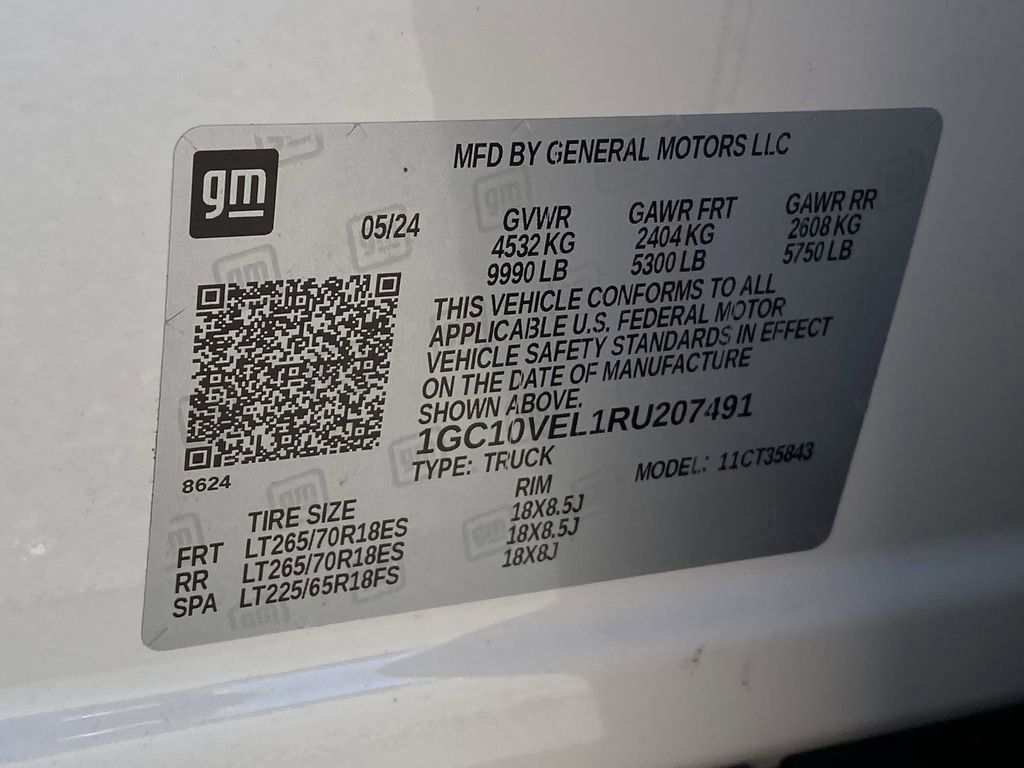 gm
MFD BY GENERAL MOTORS LLC
05/24 GVWR GAWR FRT GAWR RR
4532 KG 2404 KG 2608 KG
9990 LB 5300 LB 5750 LB
THIS VEHICLE CONFORMS TO ALL
APPLICABLE U.S. FEDERAL MOTOR
VEHICLE SAFETY STANDARDS IN EFFECT
ON THE DATE OF MANUFACTURE
SHOWN ABOVE.
1GC10VEL1RU207491
TYPE: TRUCK MODEL: 11CT35843
8624
TIRE SIZE RIM
FRT LT265/70R18ES 18X8.5J
RR LT265/70R18ES 18X8.5J
SPA LT225/65R18FS 18X8J